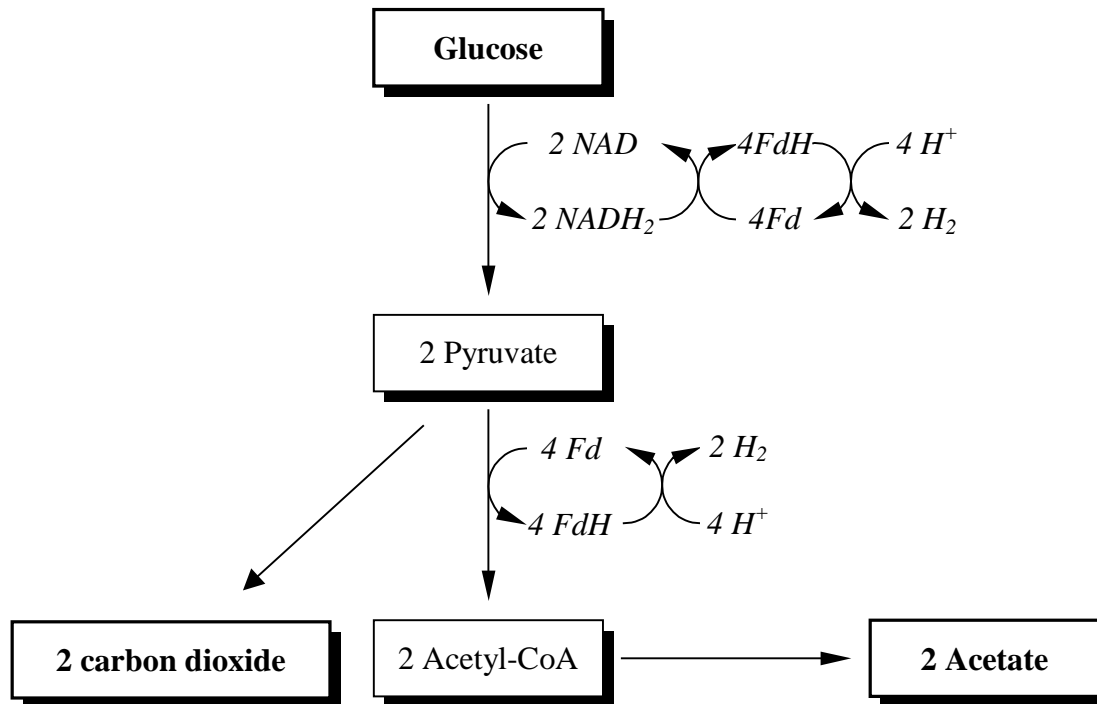 Glucose
2 NAD 4FdH 4 H⁺
2 NADH₂ 4Fd 2 H₂
2 Pyruvate
4 Fd 2 H₂
4 FdH 4 H⁺
2 carbon dioxide 2 Acetyl-CoA 2 Acetate